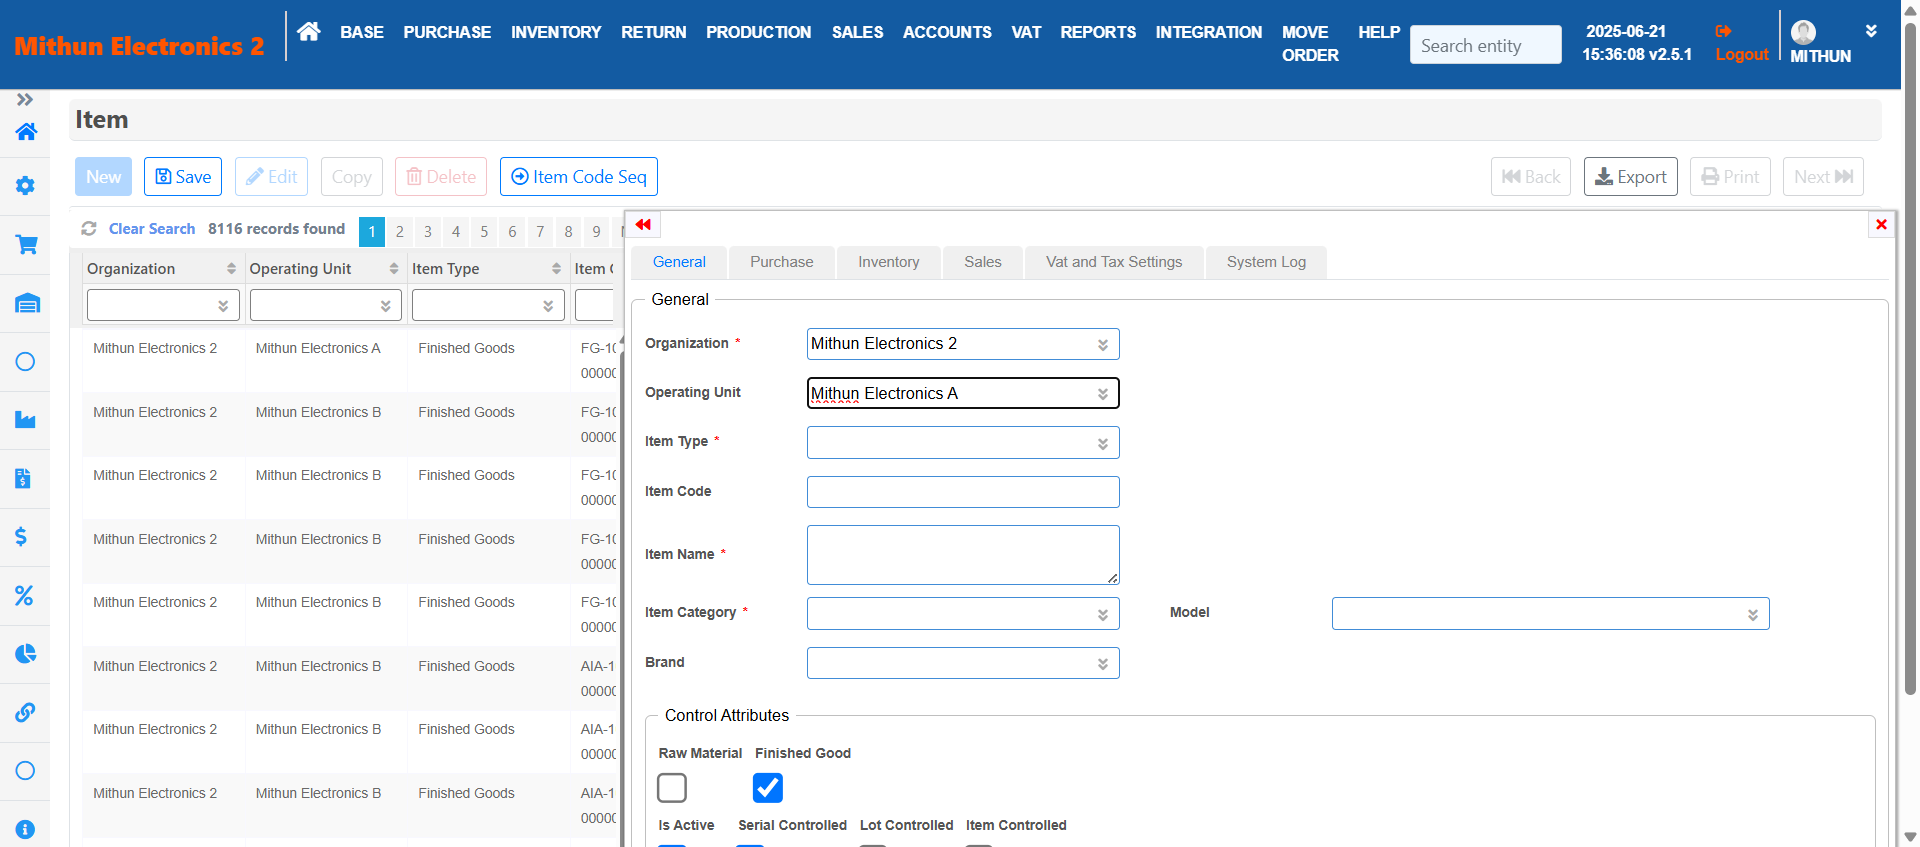 Mithun Electronics 2
BASE PURCHASE INVENTORY RETURN PRODUCTION SALES ACCOUNTS VAT REPORTS INTEGRATION MOVE ORDER HELP
Search entity
2025-06-21
15:36:08 v2.5.1
Logout
MITHUN
Item
New Save Edit Copy Delete Item Code Seq Back Export Print Next
Clear Search 8116 records found 1 2 3 4 5 6 7 8 9
Organization Operating Unit Item Type Item
Mithun Electronics 2 Mithun Electronics A Finished Goods FG-10
0000
Mithun Electronics 2 Mithun Electronics B Finished Goods FG-10
0000
Mithun Electronics 2 Mithun Electronics B Finished Goods FG-10
0000
Mithun Electronics 2 Mithun Electronics B Finished Goods FG-10
0000
Mithun Electronics 2 Mithun Electronics B Finished Goods FG-10
0000
Mithun Electronics 2 Mithun Electronics B Finished Goods AIA-1
0000
Mithun Electronics 2 Mithun Electronics B Finished Goods AIA-1
0000
Mithun Electronics 2 Mithun Electronics B Finished Goods AIA-1
0000
General Purchase Inventory Sales Vat and Tax Settings System Log
General
Organization * Mithun Electronics 2
Operating Unit Mithun Electronics A
Item Type *
Item Code
Item Name *
Item Category * Model
Brand
Control Attributes
Raw Material Finished Good
Is Active Serial Controlled Lot Controlled Item Controlled